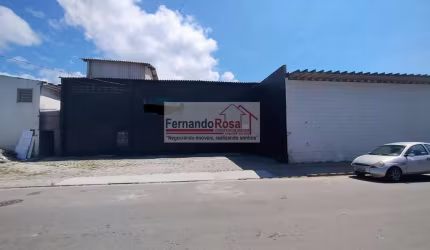 FernandoRosa
"Negociando imóveis, realizando sonhos"